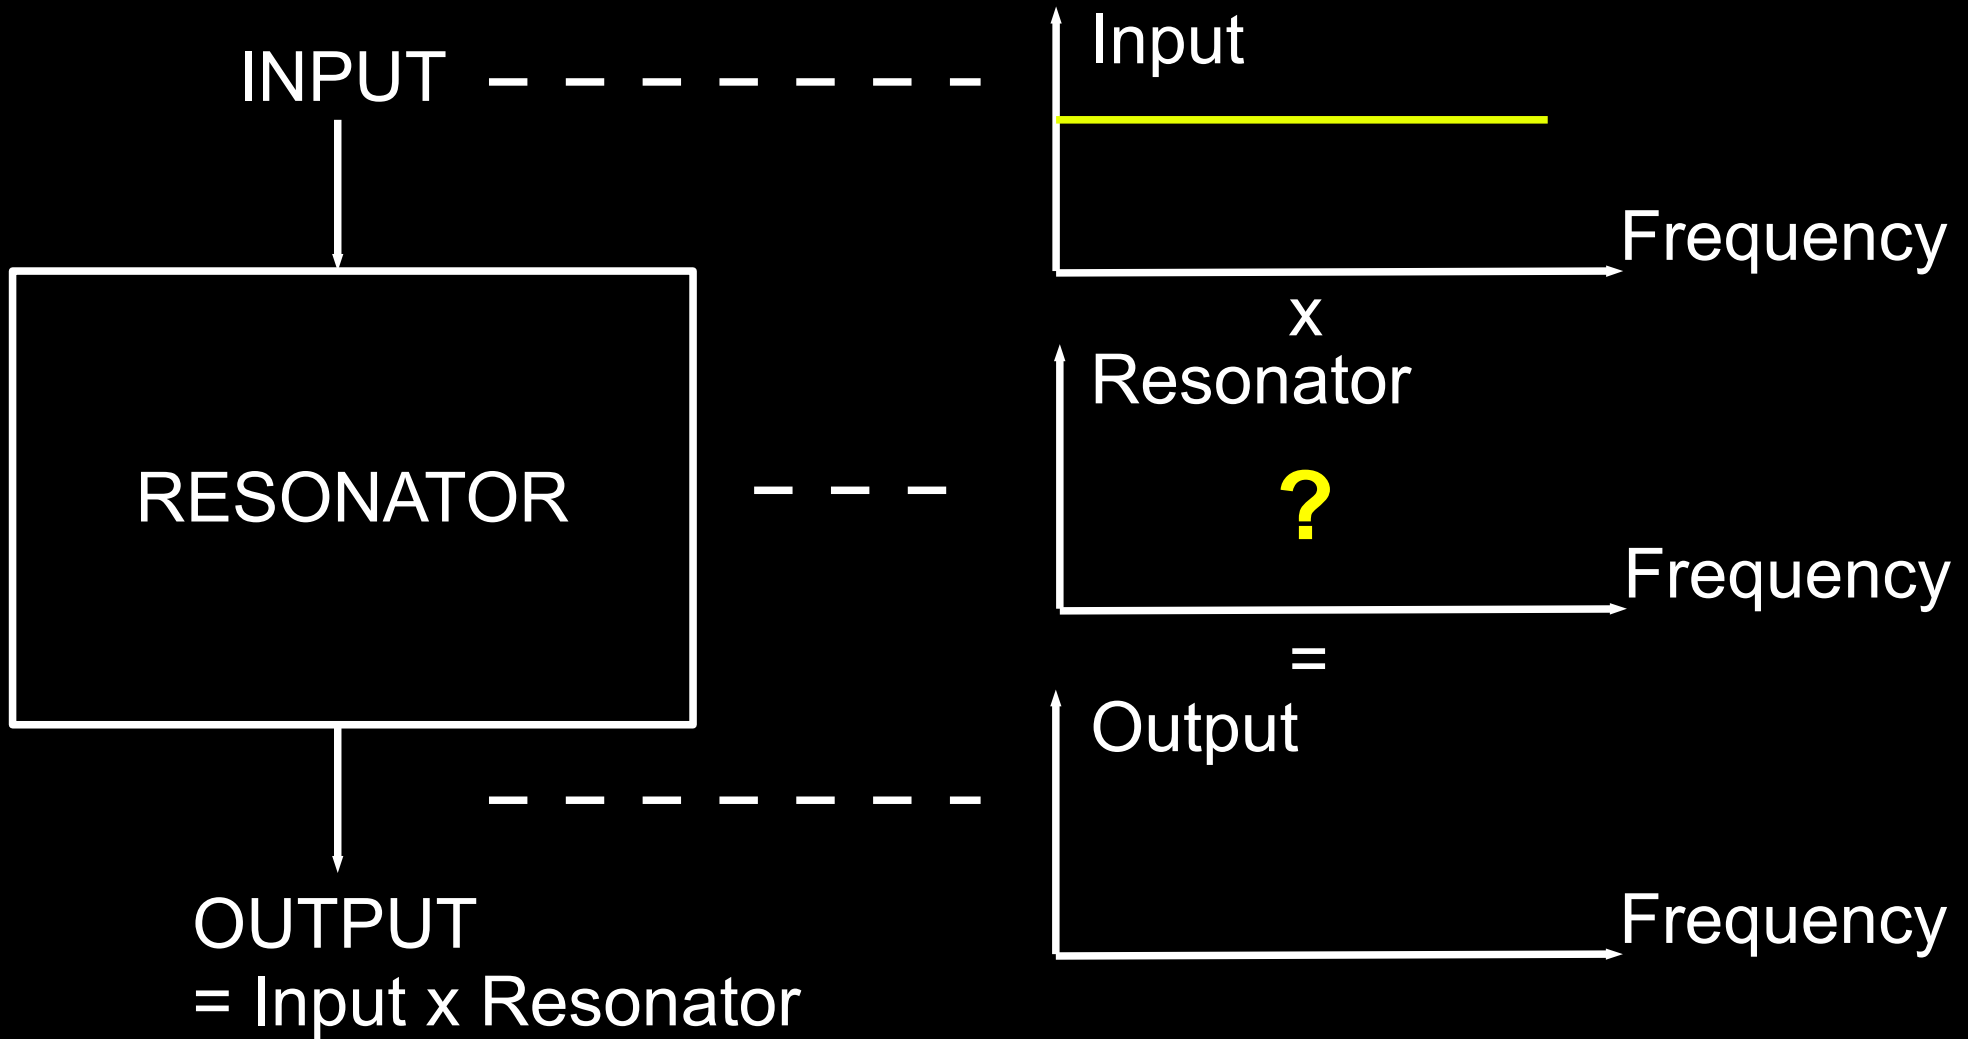 INPUT
RESONATOR
OUTPUT
= Input x Resonator
Input
Frequency
x
Resonator
?
Frequency
=
Output
Frequency